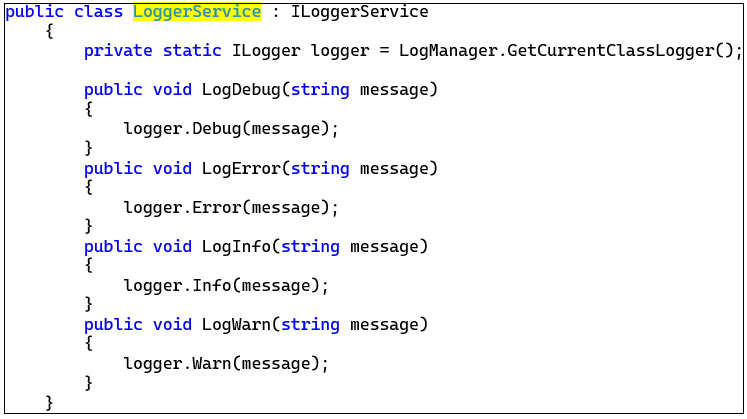 public class LoggerService : ILoggerService
{
private static ILogger logger = LogManager.GetCurrentClassLogger();
public void LogDebug(string message)
{
logger.Debug(message);
}
public void LogError(string message)
{
logger.Error(message);
}
public void LogInfo(string message)
{
logger.Info(message);
}
public void LogWarn(string message)
{
logger.Warn(message);
}
}